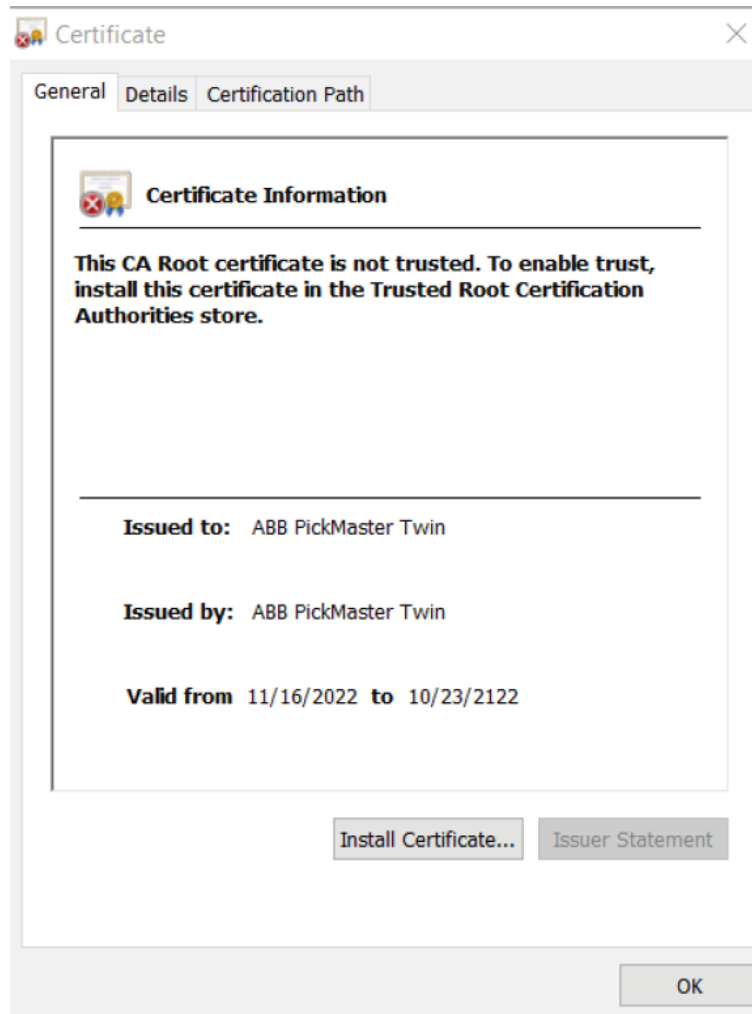 Certificate
General Details Certification Path
Certificate Information
This CA Root certificate is not trusted. To enable trust,
install this certificate in the Trusted Root Certification
Authorities store.
Issued to: ABB PickMaster Twin
Issued by: ABB PickMaster Twin
Valid from 11/16/2022 to 10/23/2122
Install Certificate... Issuer Statement
OK